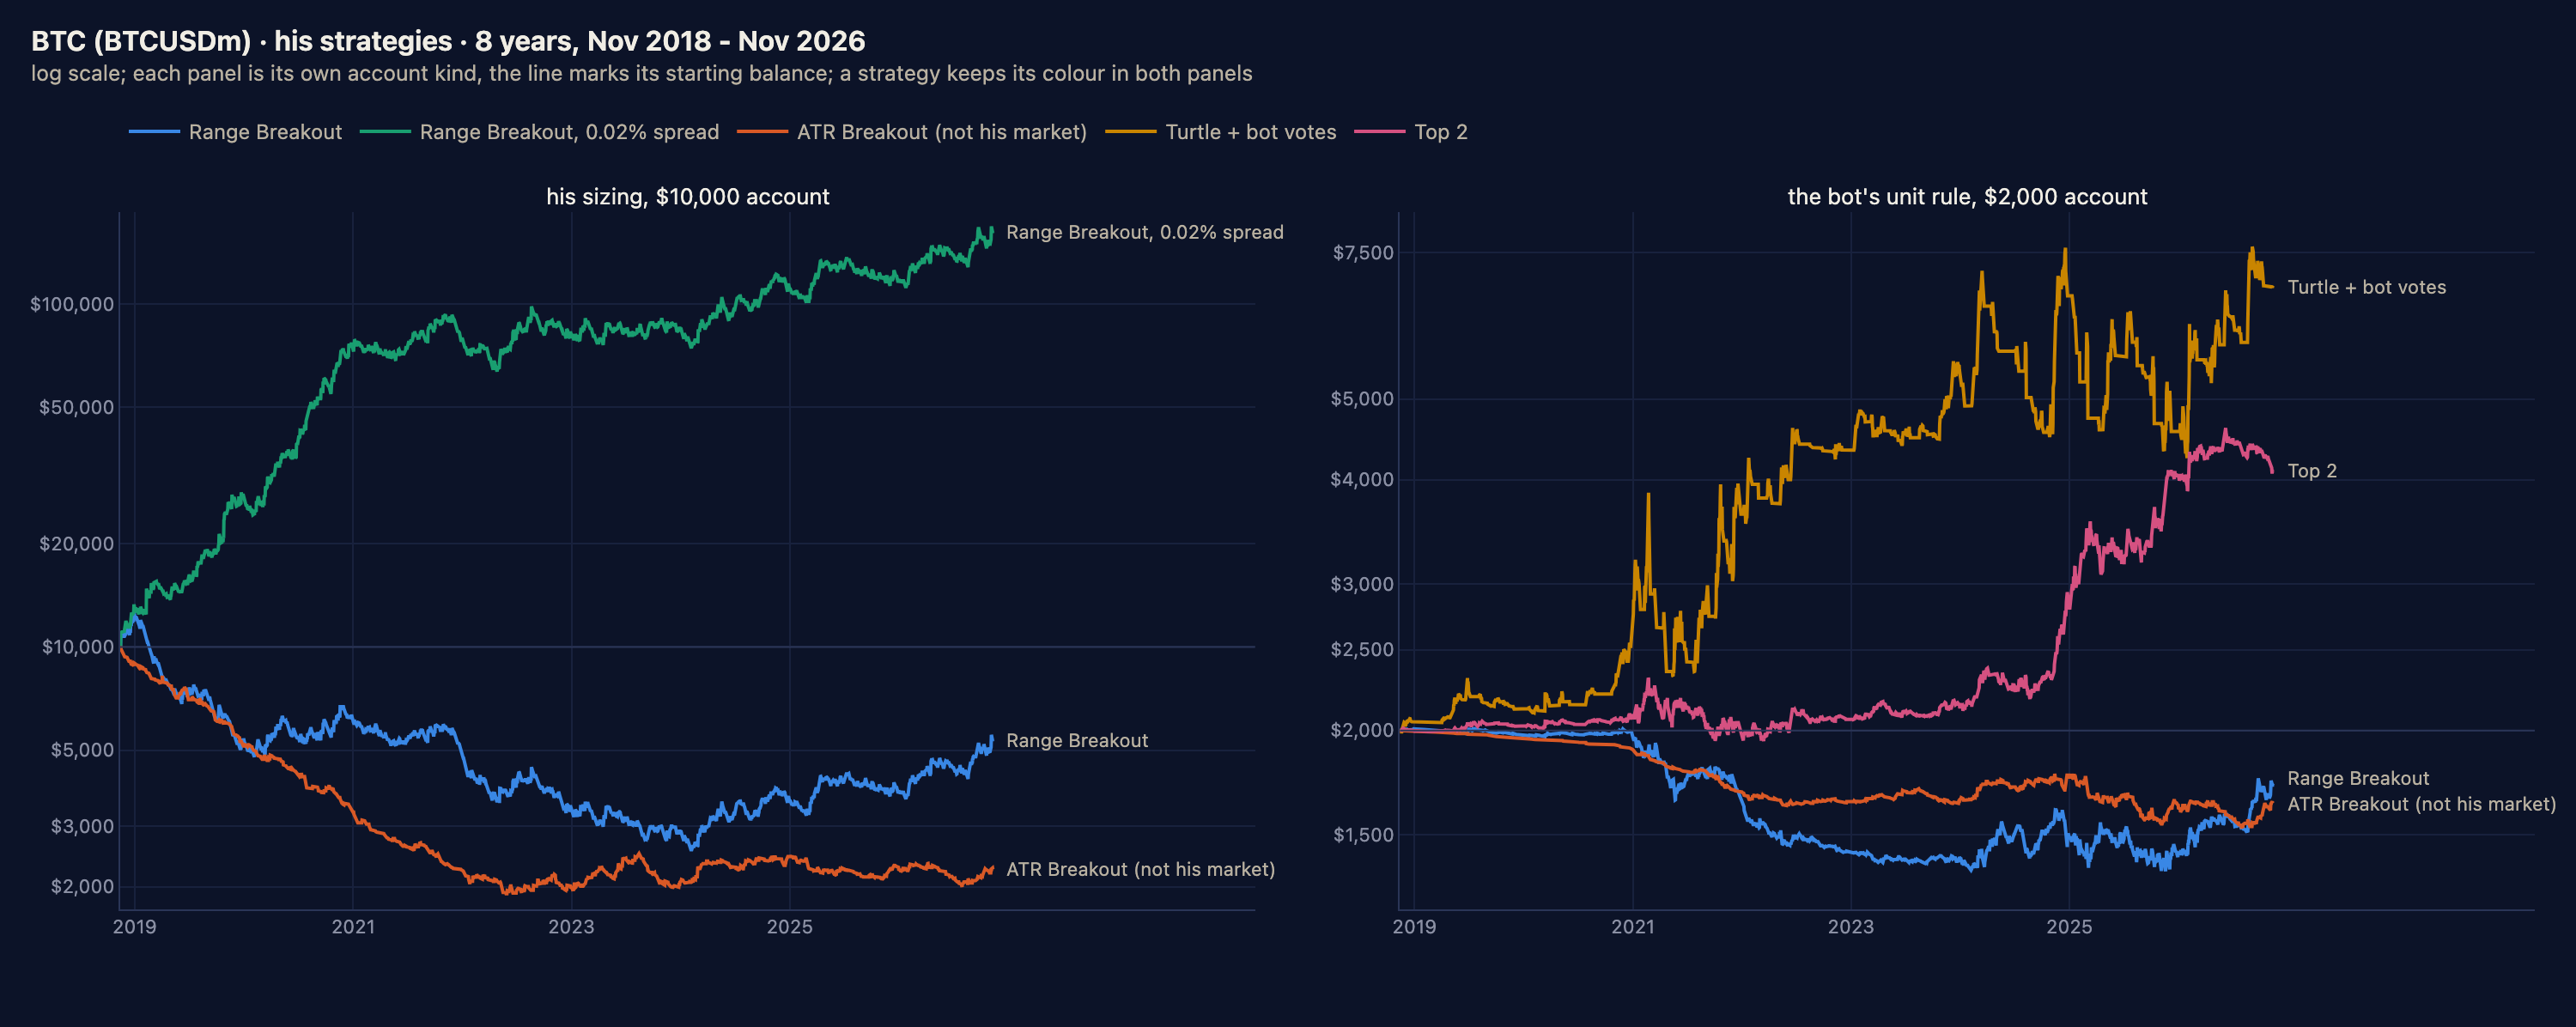 BTC (BTCUSDm) · his strategies · 8 years, Nov 2018 - Nov 2026
log scale; each panel is its own account kind, the line marks its starting balance; a strategy keeps its colour in both panels
Range Breakout
Range Breakout, 0.02% spread
ATR Breakout (not his market)
Turtle + bot votes
Top 2
his sizing, $10,000 account
$100,000
$50,000
$20,000
$10,000
$5,000
$3,000
$2,000
Range Breakout, 0.02% spread
Range Breakout
ATR Breakout (not his market)
2019
2021
2023
2025
the bot's unit rule, $2,000 account
$7,500
$5,000
$4,000
$3,000
$2,500
$2,000
$1,500
Turtle + bot votes
Top 2
Range Breakout
ATR Breakout (not his market)
2019
2021
2023
2025